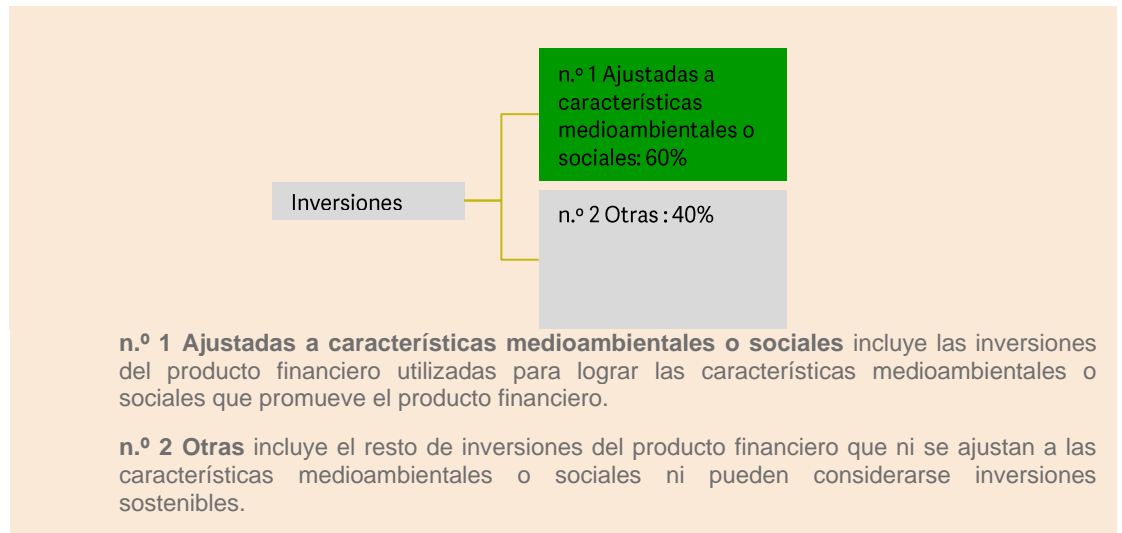 n.º 1 Ajustadas a
características
medioambientales o
sociales: 60%
Inversiones
n.º 2 Otras : 40%
n.º 1 Ajustadas a características medioambientales o sociales incluye las inversiones
del producto financiero utilizadas para lograr las características medioambientales o
sociales que promueve el producto financiero.
n.º 2 Otras incluye el resto de inversiones del producto financiero que ni se ajustan a las
características medioambientales o sociales ni pueden considerarse inversiones
sostenibles.